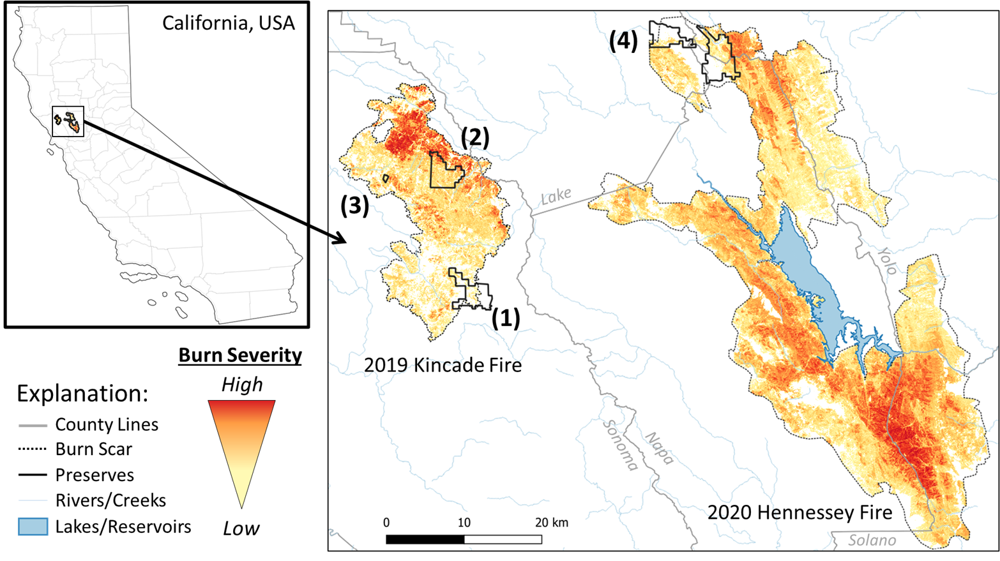 California, USA
Burn Severity
High
Low
Explanation:
County Lines
Burn Scar
Preserves
Rivers/Creeks
Lakes/Reservoirs
(4)
(2)
(3)
(1)
Lake
Yolo
2019 Kincade Fire
Sonoma
Napa
2020 Hennessey Fire
0 10 20 km
Solano